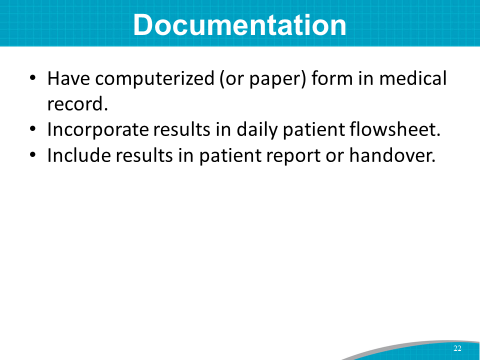 Documentation
• Have computerized (or paper) form in medical
record.
• Incorporate results in daily patient flowsheet.
• Include results in patient report or handover.
22